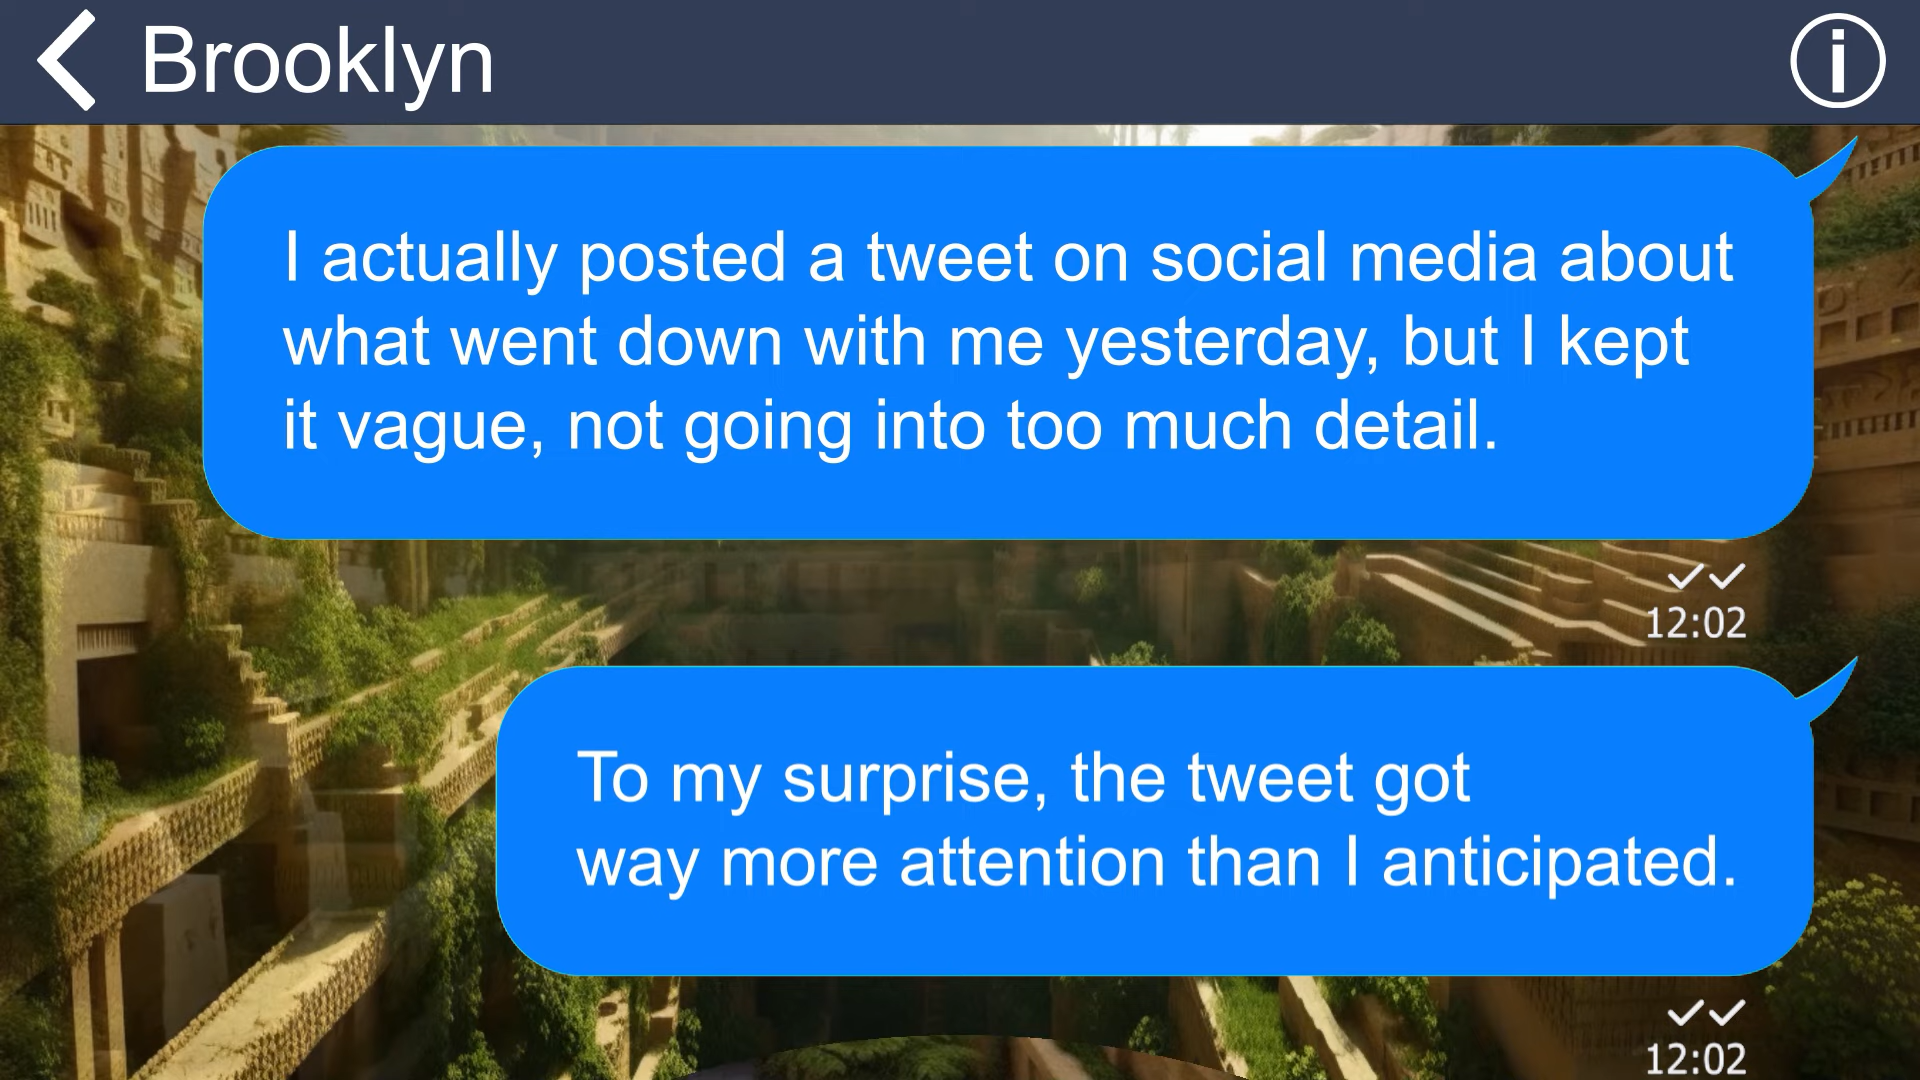 Brooklyn
I actually posted a tweet on social media about
what went down with me yesterday, but I kept
it vague, not going into too much detail.
12:02
To my surprise, the tweet got
way more attention than I anticipated.
12:02